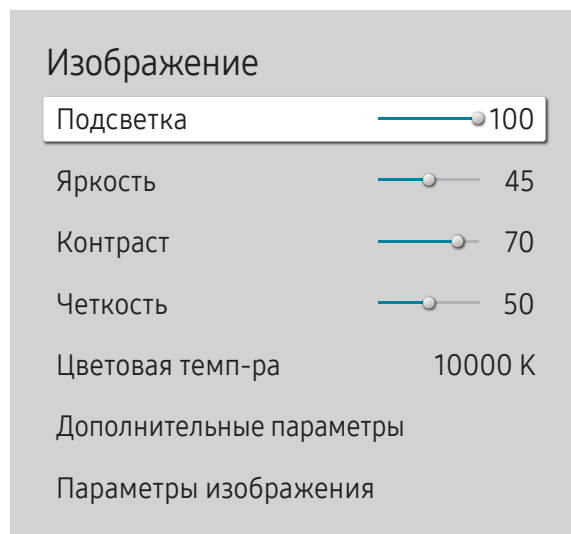 Изображение
Подсветка 100
Яркость 45
Контраст 70
Четкость 50
Цветовая темп-ра 10000 K
Дополнительные параметры
Параметры изображения